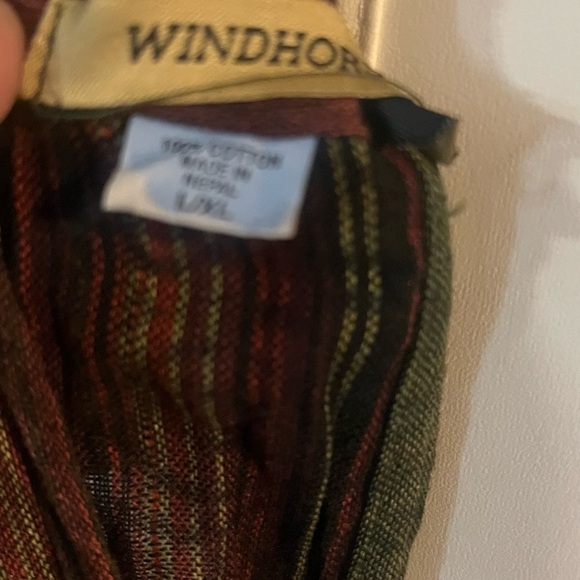 WINDHOR
100% COTTON
MADE IN
NEPAL
L/XL